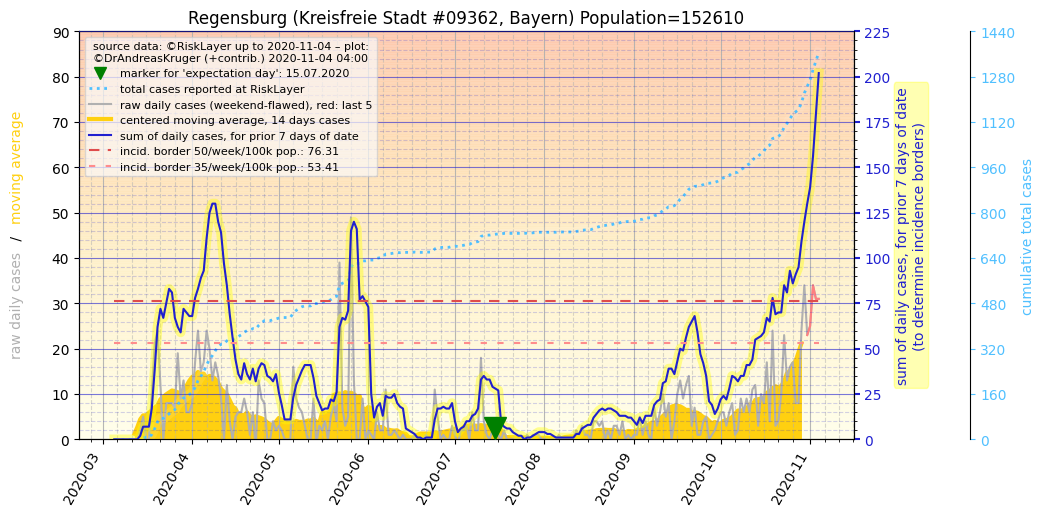 Regensburg (Kreisfreie Stadt #09362, Bayern) Population=152610
source data: ©RiskLayer up to 2020-11-04 – plot:
©DrAndreasKruger (+contrib.) 2020-11-04 04:00
marker for 'expectation day': 15.07.2020
total cases reported at RiskLayer
raw daily cases (weekend-flawed), red: last 5
centered moving average, 14 days cases
sum of daily cases, for prior 7 days of date
incid. border 50/week/100k pop.: 76.31
incid. border 35/week/100k pop.: 53.41
raw daily cases / moving average
90
80
70
60
50
40
30
20
10
0
2020-03
2020-04
2020-05
2020-06
2020-07
2020-08
2020-09
2020-10
2020-11
225
200
175
150
125
100
75
50
25
0
sum of daily cases, for prior 7 days of date
(to determine incidence borders)
1440
1280
1120
960
800
640
480
320
160
0
cumulative total cases